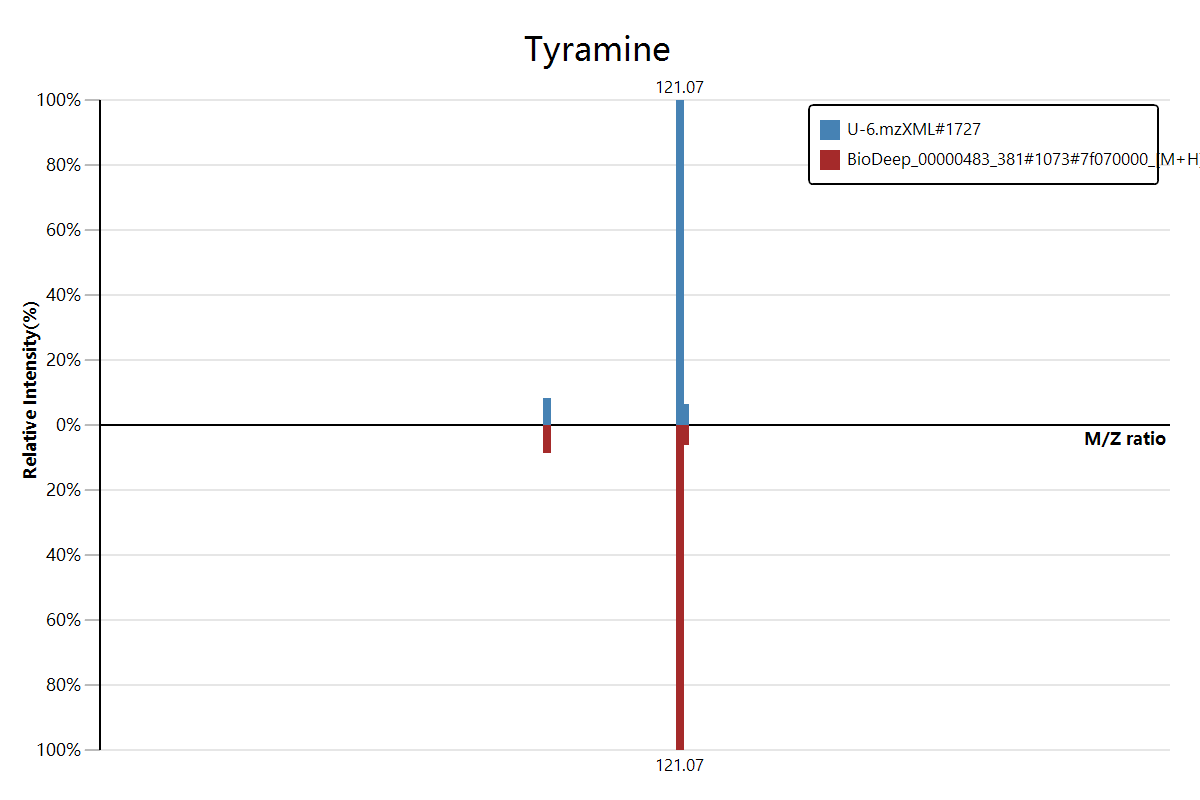 Tyramine
121.07
U-6.mzXML#1727
BioDeep_00000483_381#1073#7f070000_[M+H]
100%
80%
60%
40%
20%
0%
20%
40%
60%
80%
100%
Relative Intensity(%)
M/Z ratio
121.07